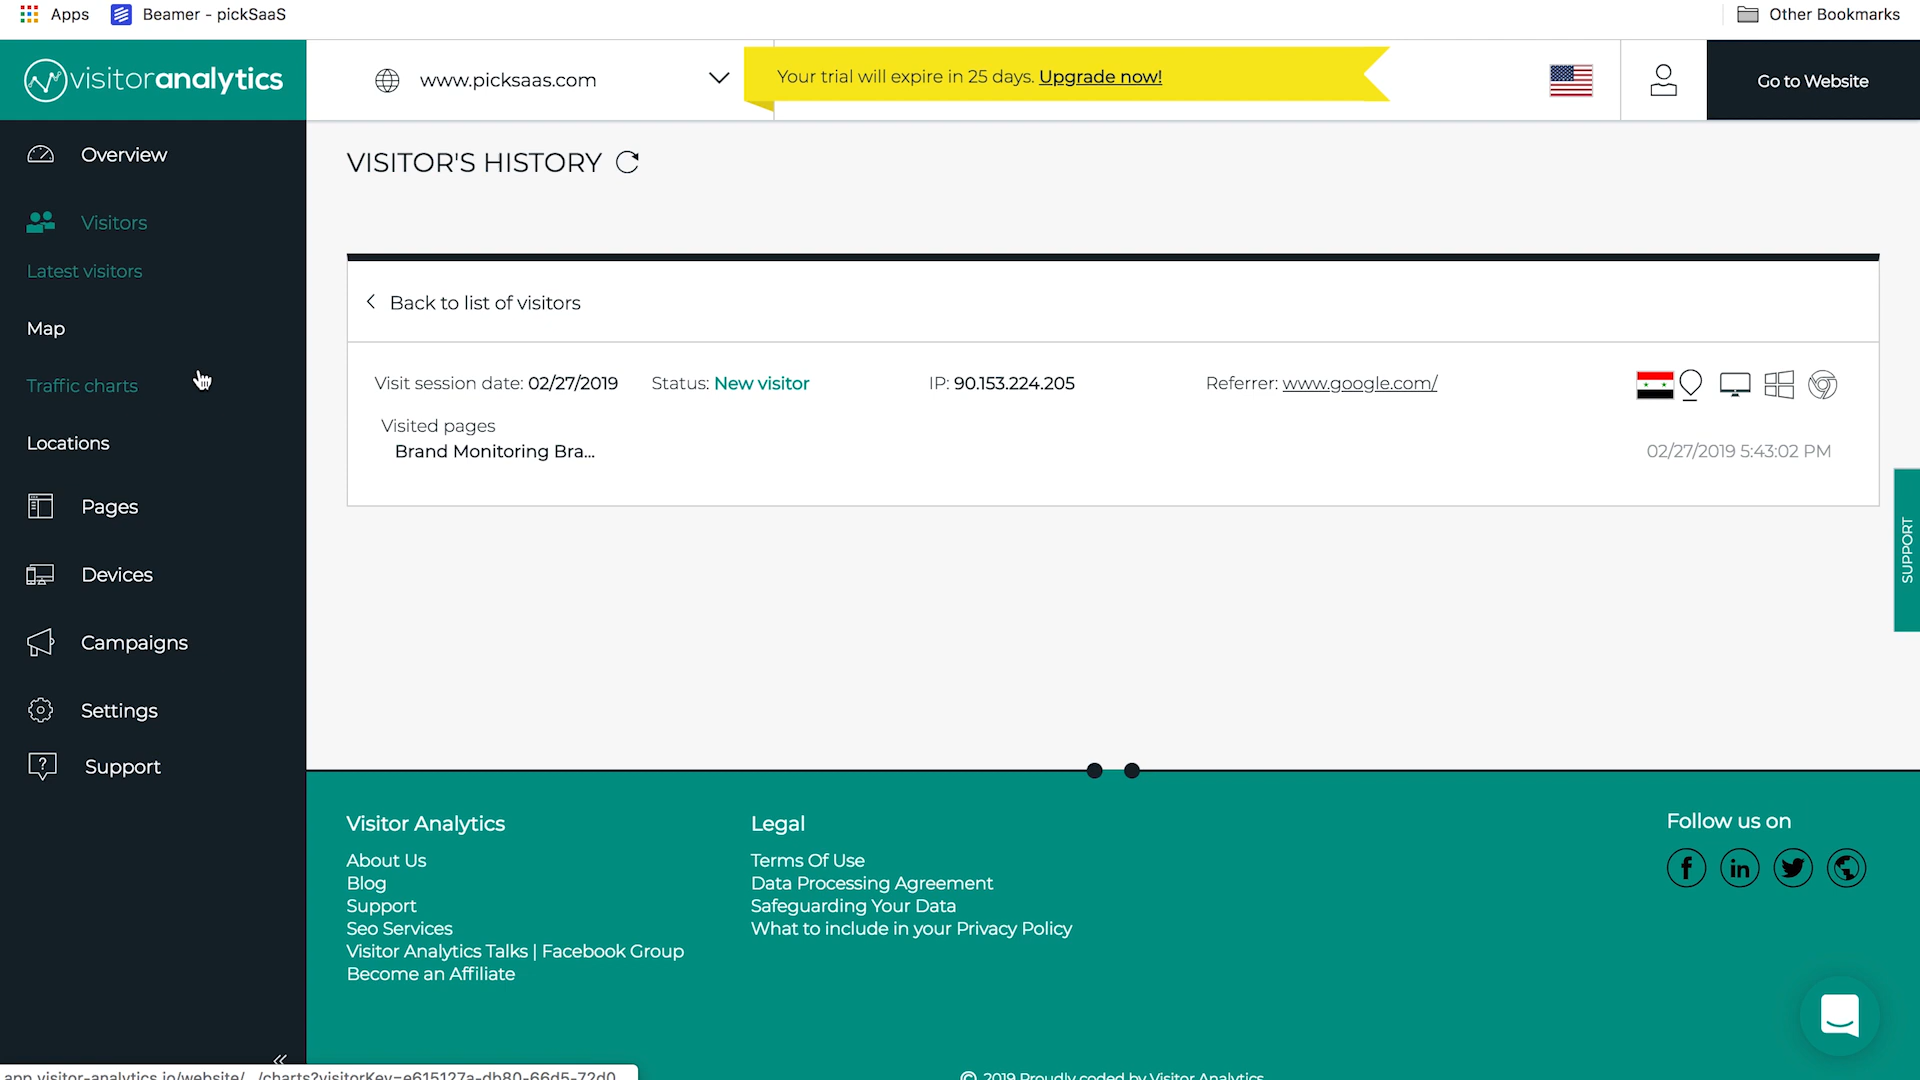 Apps
Beamer - pickSaaS
Other Bookmarks
visitoranalytics
www.picksaas.com
Your trial will expire in 25 days. Upgrade now!
Go to Website
Overview
Visitors
Latest visitors
Map
Traffic charts
Locations
Pages
Devices
Campaigns
Settings
Support
VISITOR'S HISTORY
Back to list of visitors
Visit session date: 02/27/2019
Status: New visitor
IP: 90.153.224.205
Referrer: www.google.com/
Visited pages
Brand Monitoring Bra...
02/27/2019 5:43:02 PM
SUPPORT
Visitor Analytics
About Us
Blog
Support
Seo Services
Visitor Analytics Talks | Facebook Group
Become an Affiliate
Legal
Terms Of Use
Data Processing Agreement
Safeguarding Your Data
What to include in your Privacy Policy
Follow us on
© 2019 Proudly coded by Visitor Analytics
app.visitor-analytics.io/website/.../charts?visitorKey=e615127a-db80-66d5-72d0...